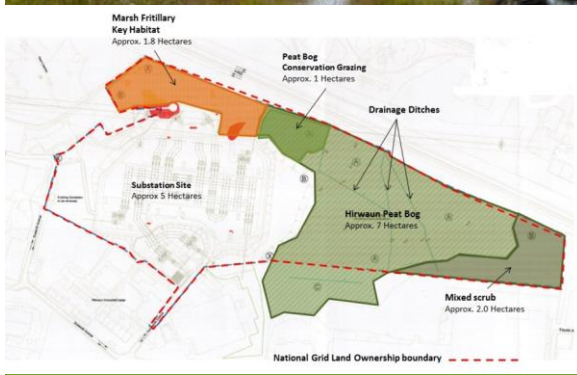 Marsh Fritillary
Key Habitat
Approx. 1.8 Hectares
Peat Bog
Conservation Grazing
Approx. 1 Hectares
Drainage Ditches
Substation Site
Approx 5 Hectares
Hirwaun Peat Bog
Approx. 7 Hectares
Mixed scrub
Approx. 2.0 Hectares
National Grid Land Ownership boundary
A
B
A
A
B
A
C